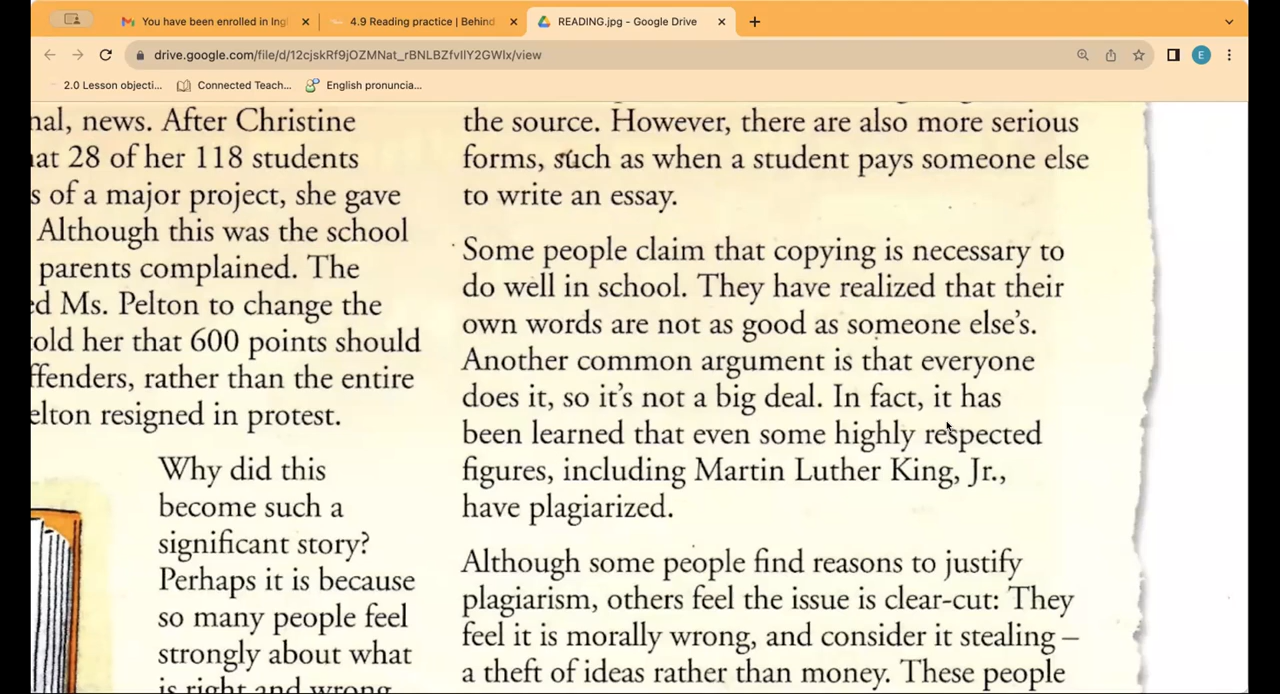 You have been enrolled in Ingl
4.9 Reading practice | Behind
READING.jpg - Google Drive
drive.google.com/file/d/12cjskRf9jOZMNat_rBNLBZfvIlY2GWlx/view
E
2.0 Lesson objecti...
Connected Teach...
English pronuncia...
nal, news. After Christine
at 28 of her 118 students
s of a major project, she gave
Although this was the school
parents complained. The
ed Ms. Pelton to change the
told her that 600 points should
ffenders, rather than the entire
elton resigned in protest.
Why did this
become such a
significant story?
Perhaps it is because
so many people feel
strongly about what
is right and wrong
the source. However, there are also more serious
forms, such as when a student pays someone else
to write an essay.
Some people claim that copying is necessary to
do well in school. They have realized that their
own words are not as good as someone else's.
Another common argument is that everyone
does it, so it's not a big deal. In fact, it has
been learned that even some highly respected
figures, including Martin Luther King, Jr.,
have plagiarized.
Although some people find reasons to justify
plagiarism, others feel the issue is clear-cut: They
feel it is morally wrong, and consider it stealing –
a theft of ideas rather than money. These people